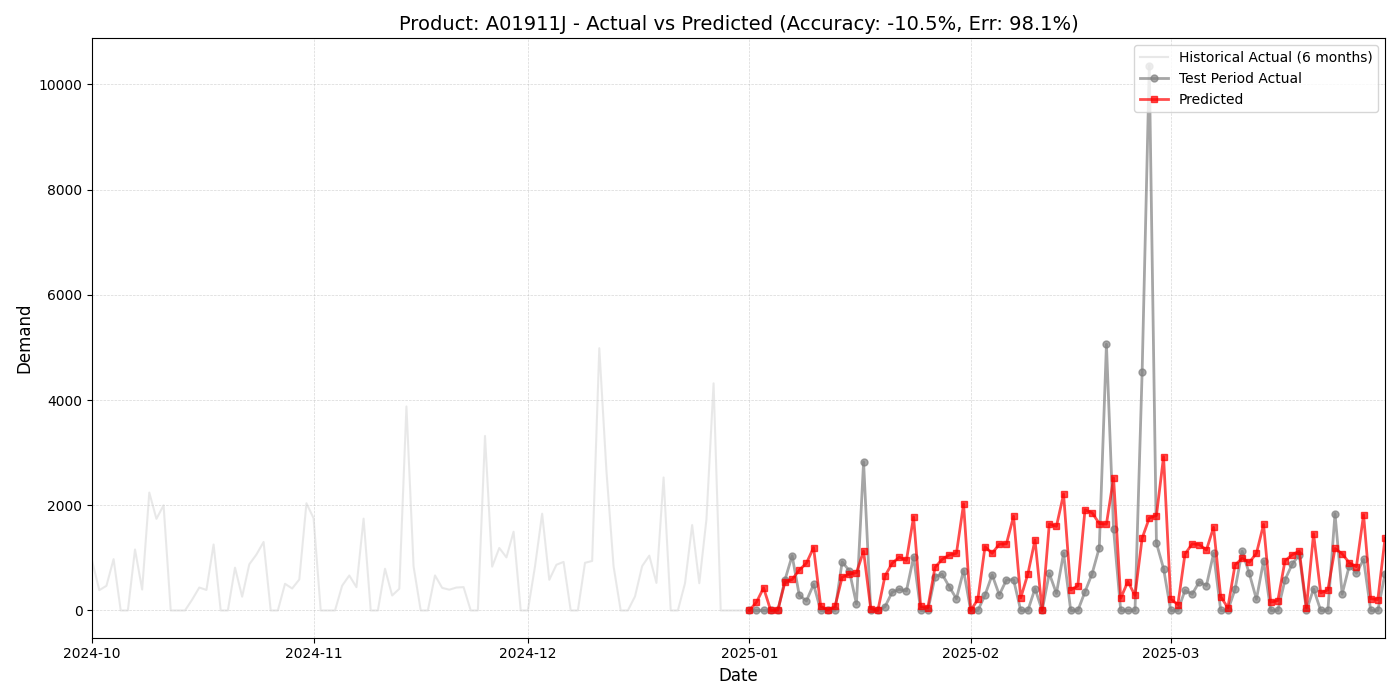 Product: A01911J - Actual vs Predicted (Accuracy: -10.5%, Err: 98.1%)
Historical Actual (6 months)
Test Period Actual
Predicted
Demand
10000
8000
6000
4000
2000
0
2024-10
2024-11
2024-12
2025-01
2025-02
2025-03
Date